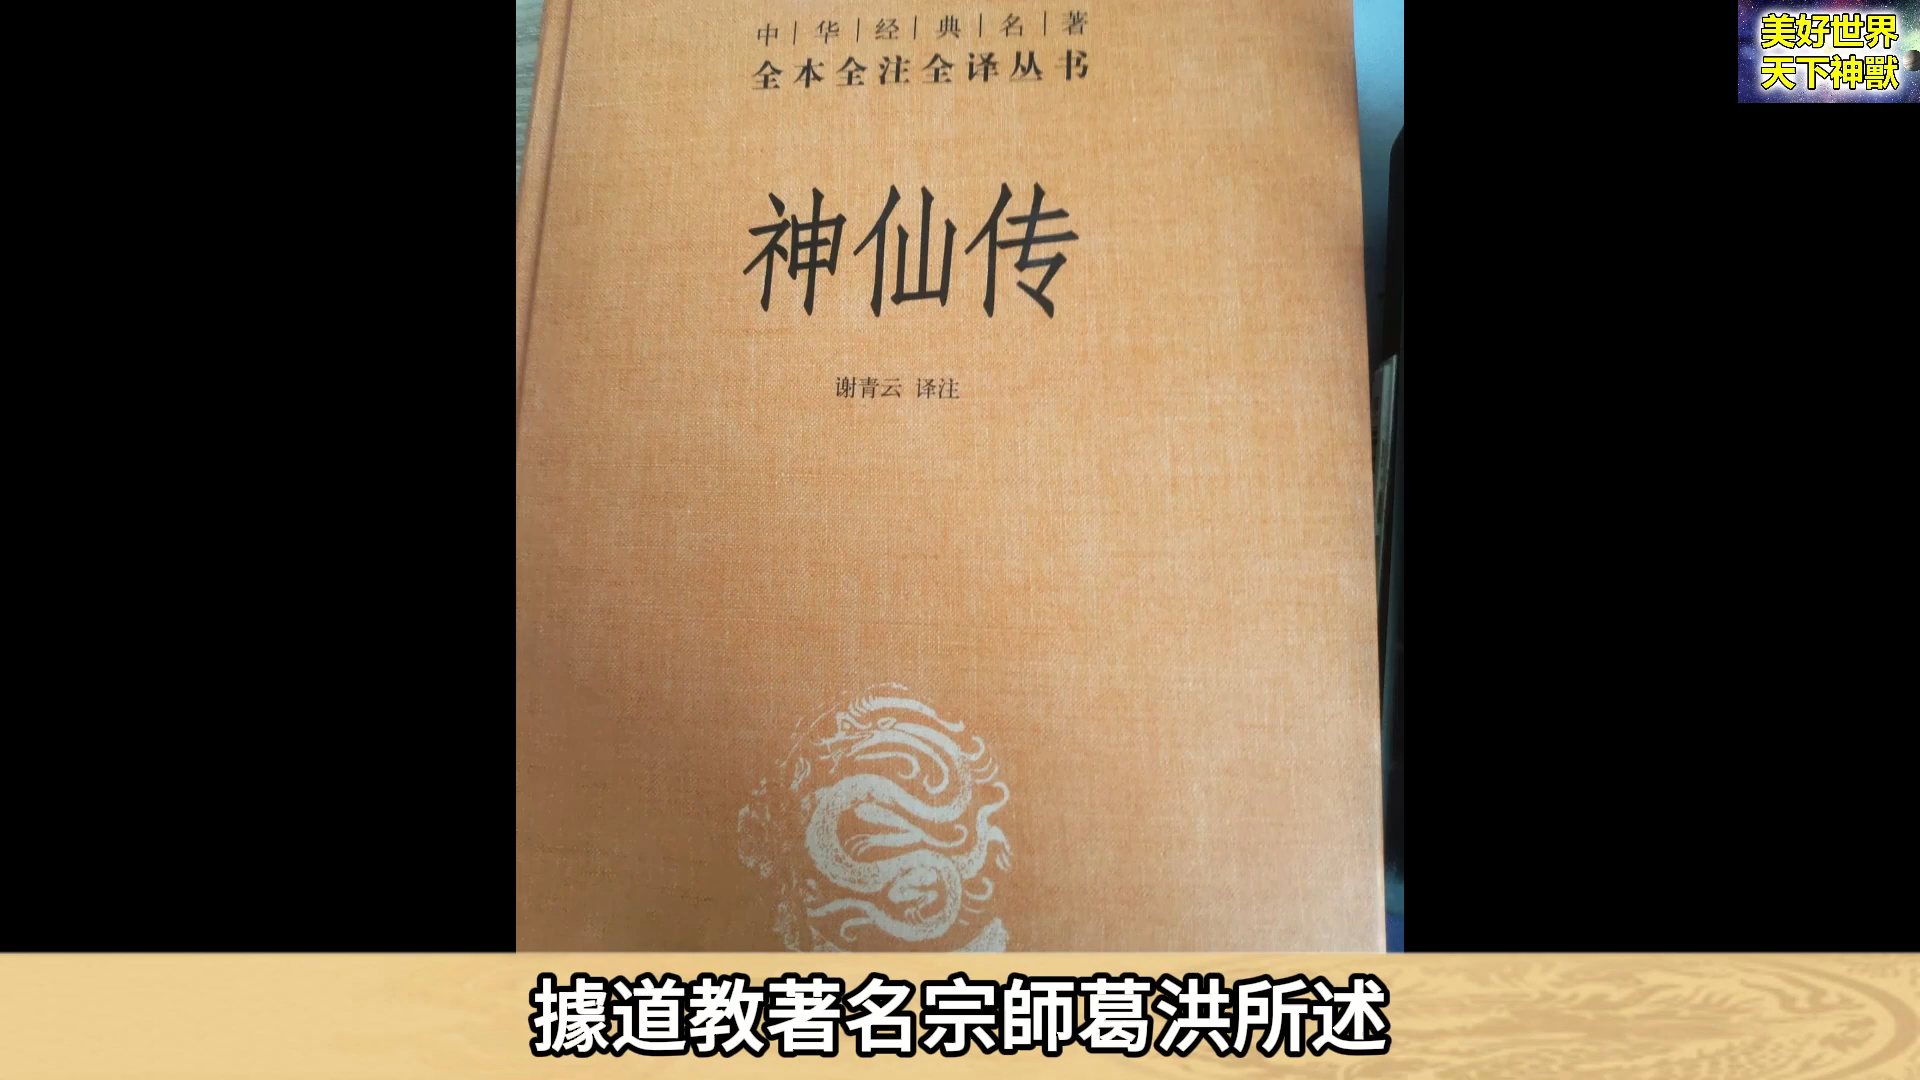 中华经典名著
全本全注全译丛书
神仙传
谢青云 译注
美好世界
天下神獸
據道教著名宗師葛洪所述